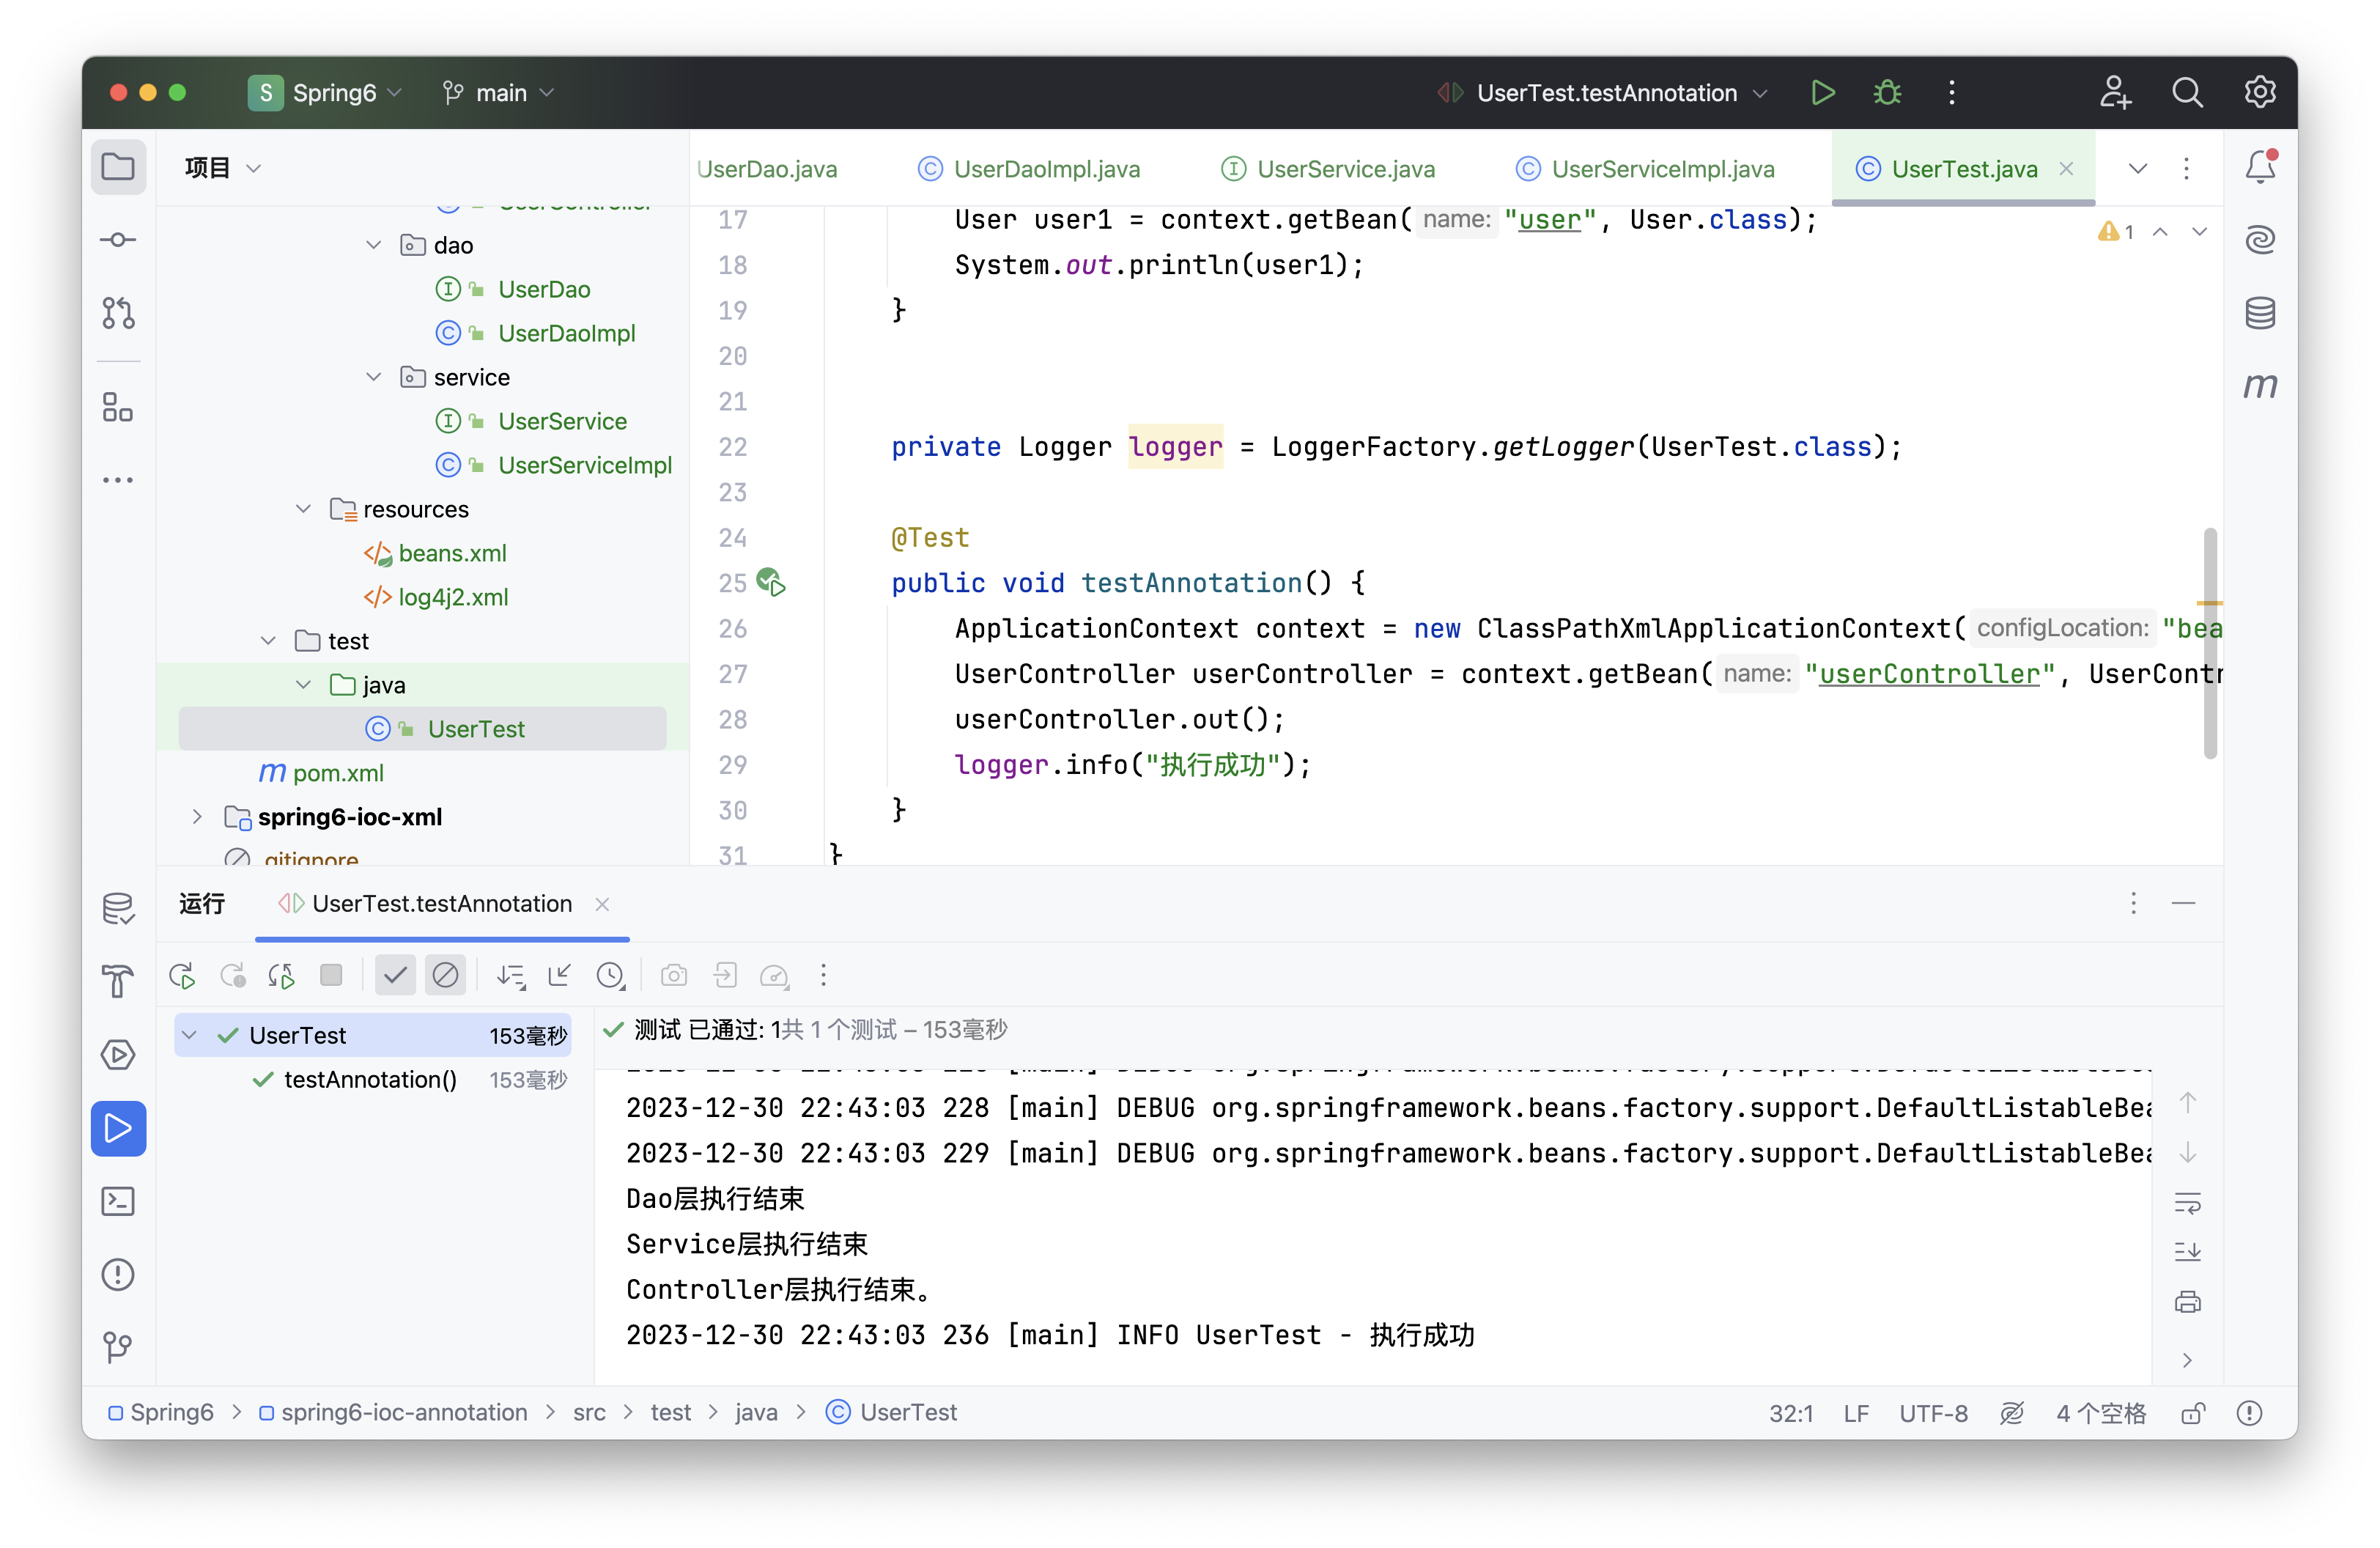 S Spring6 main UserTest.testAnnotation
项目
UserDao.java UserDaoImpl.java UserService.java UserServiceImpl.java UserTest.java
dao
UserDao
UserDaoImpl
service
UserService
UserServiceImpl
resources
beans.xml
log4j2.xml
test
java
UserTest
m pom.xml
spring6-ioc-xml
.gitignore
1
17 User user1 = context.getBean( name: "user", User.class);
18 System.out.println(user1);
19 }
20
21
22 private Logger logger = LoggerFactory.getLogger(UserTest.class);
23
24 @Test
25 public void testAnnotation() {
26 ApplicationContext context = new ClassPathXmlApplicationContext( configLocation: "bea
27 UserController userController = context.getBean( name: "userController", UserContr
28 userController.out();
29 logger.info("执行成功");
30 }
31 }
m
运行 UserTest.testAnnotation
UserTest 153毫秒
testAnnotation() 153毫秒
测试 已通过: 1共 1 个测试 – 153毫秒
2023-12-30 22:43:03 228 [main] DEBUG org.springframework.beans.factory.support.DefaultListableBea
2023-12-30 22:43:03 229 [main] DEBUG org.springframework.beans.factory.support.DefaultListableBea
Dao层执行结束
Service层执行结束
Controller层执行结束。
2023-12-30 22:43:03 236 [main] INFO UserTest - 执行成功
Spring6 > spring6-ioc-annotation > src > test > java > UserTest
32:1 LF UTF-8 4 个空格